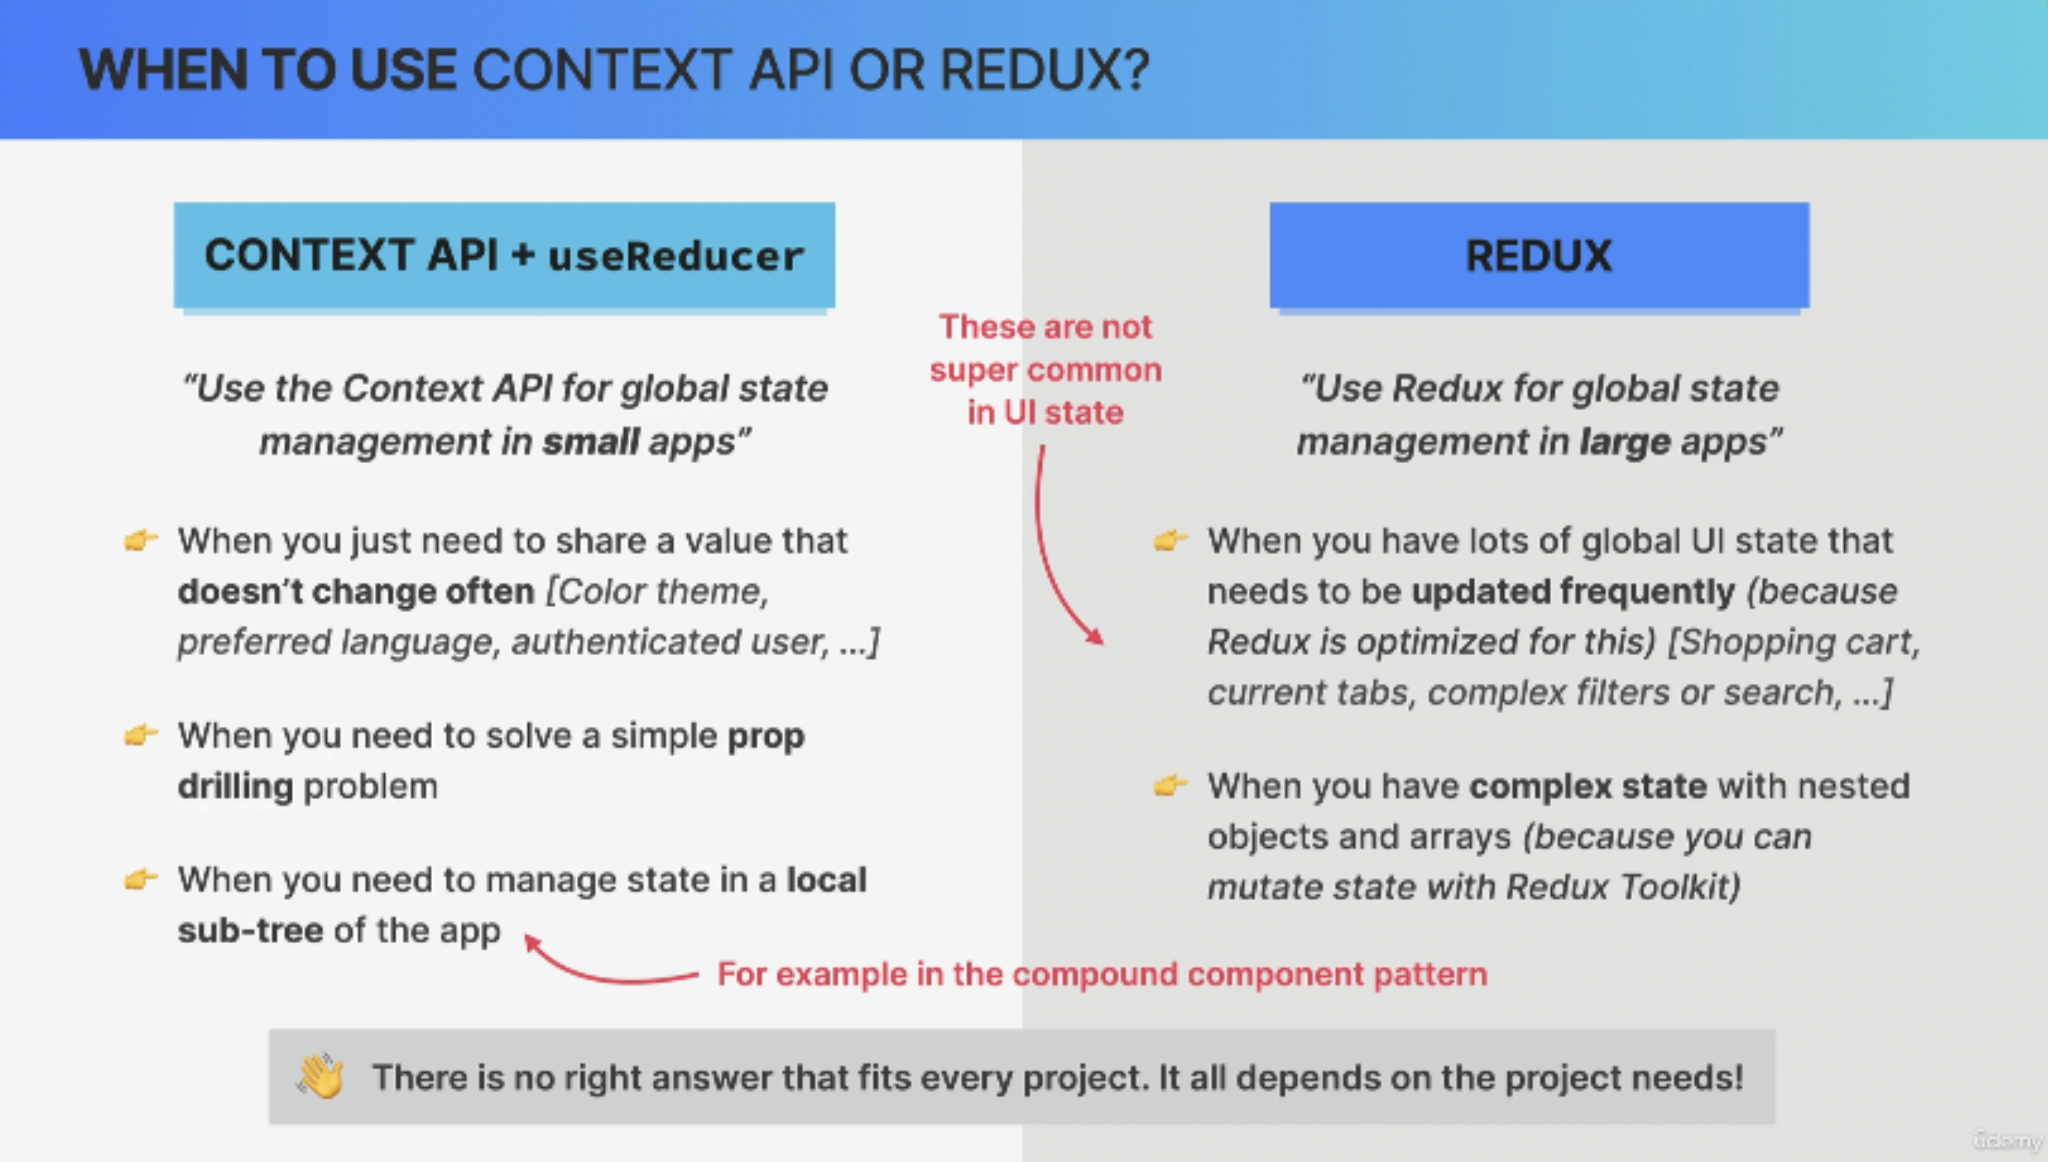 WHEN TO USE CONTEXT API OR REDUX?
CONTEXT API + useReducer
“Use the Context API for global state
management in small apps”
When you just need to share a value that
doesn’t change often [Color theme,
preferred language, authenticated user, …]
When you need to solve a simple prop
drilling problem
When you need to manage state in a local
sub-tree of the app
For example in the compound component pattern
These are not
super common
in UI state
REDUX
“Use Redux for global state
management in large apps”
When you have lots of global UI state that
needs to be updated frequently (because
Redux is optimized for this) [Shopping cart,
current tabs, complex filters or search, …]
When you have complex state with nested
objects and arrays (because you can
mutate state with Redux Toolkit)
There is no right answer that fits every project. It all depends on the project needs!
ûdemy